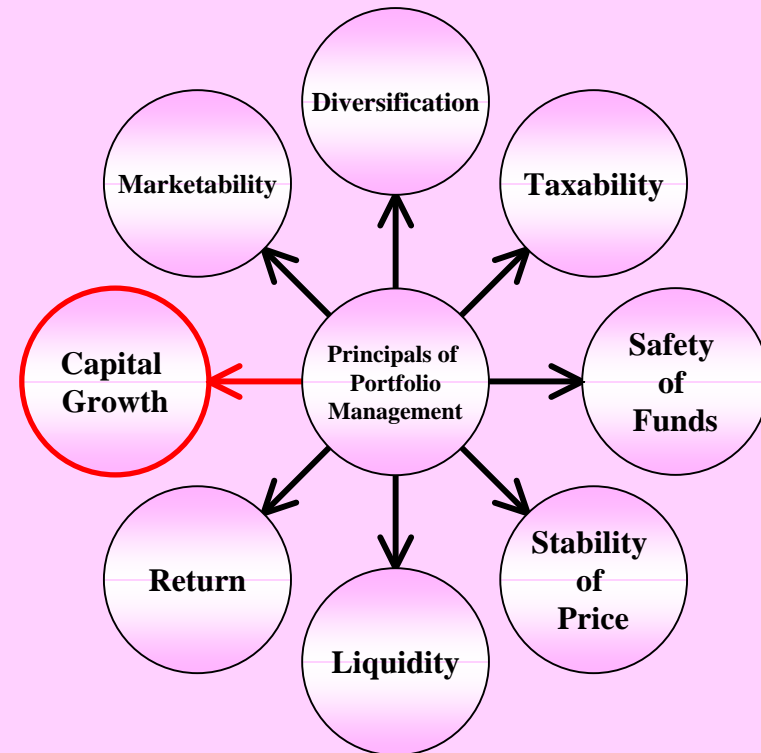 Diversification
Marketability
Taxability
Capital
Growth
Principals of
Portfolio
Management
Safety
of
Funds
Return
Stability
of
Price
Liquidity